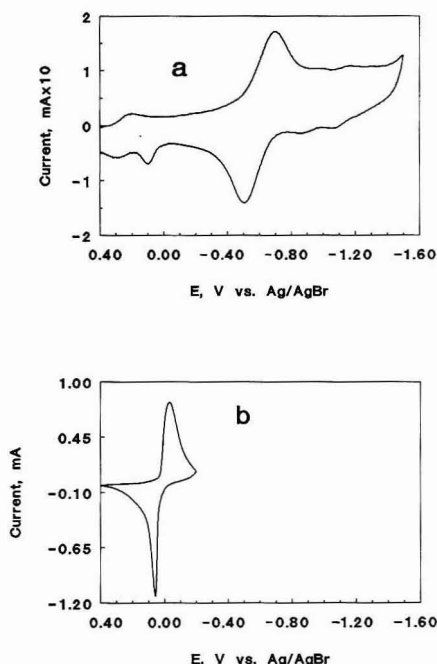 2
a
1
0
-1
-2
Current, mAx10
0.40 0.00 -0.40 -0.80 -1.20 -1.60
E, V vs. Ag/AgBr
1.00
b
0.45
-0.10
-0.65
-1.20
Current, mA
0.40 0.00 -0.40 -0.80 -1.20 -1.60
E, V vs. Ag/AgBr